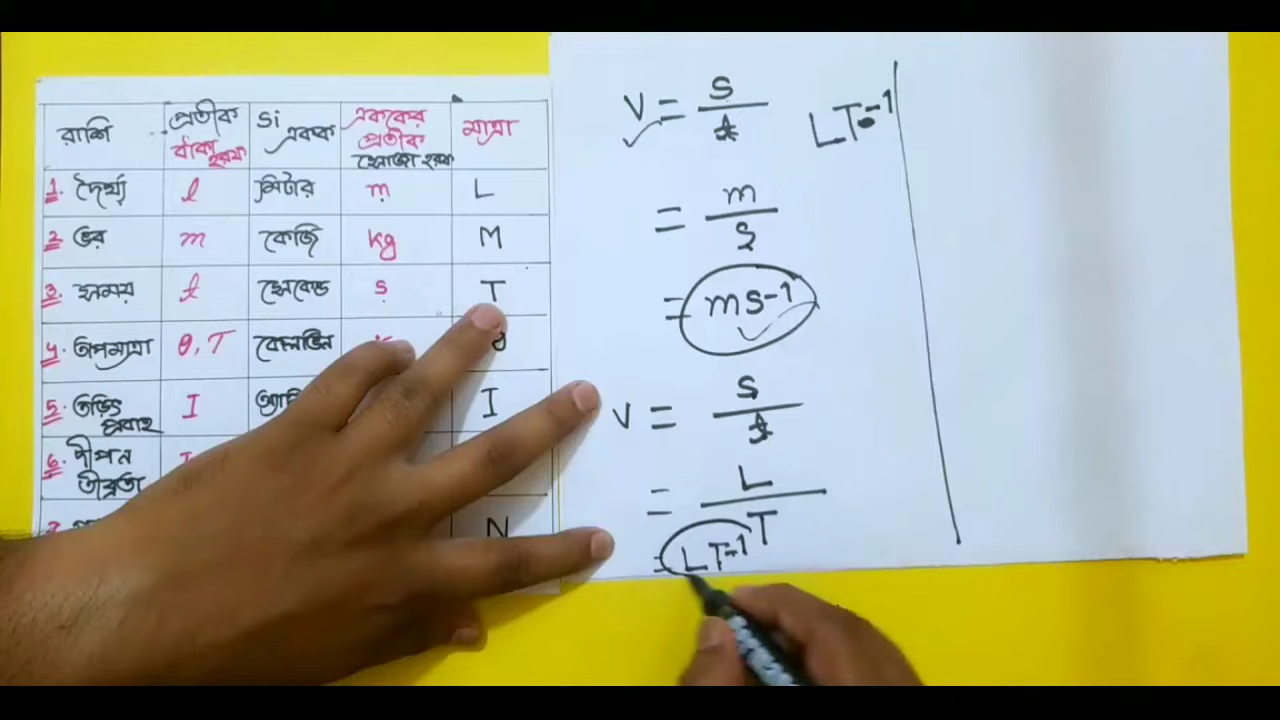 রাশি প্রতীক বাঁকা হরফ Si একক এককের প্রতীক সোজা হরফ মাত্রা
1. দৈর্ঘ্য l মিটার m L
2. ভর m কেজি kg M
3. সময় t সেকেন্ড s T
4. তাপমাত্রা θ, T কেলভিন θ
5. তড়িৎ প্রবাহ I I
6. দীপন তীব্রতা
7. N
V = s/t
LT-1
= m/s
= ms-1
V = s/t
= L/T
= LT-1